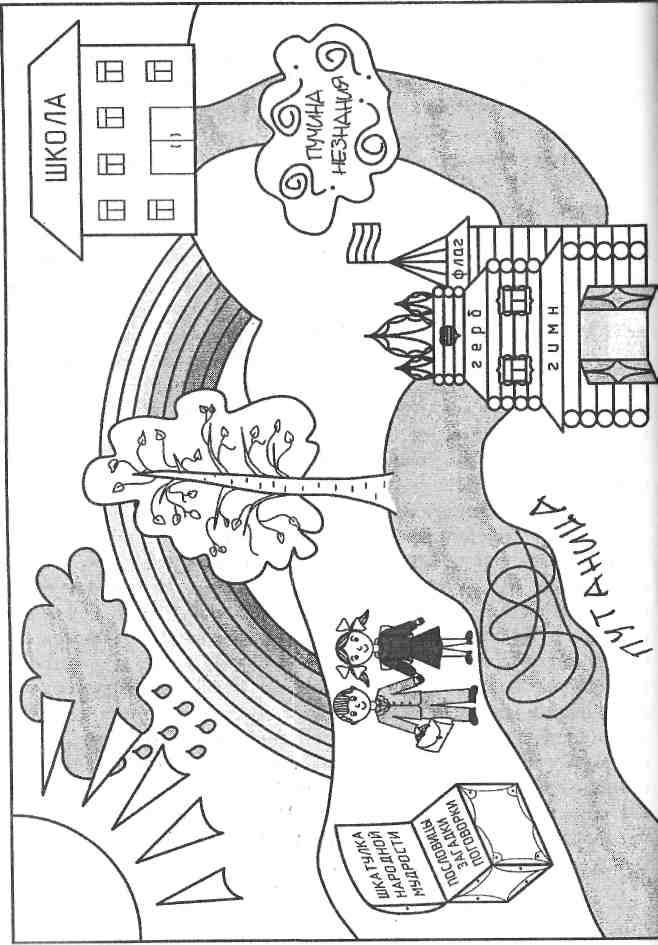 ШКОЛА
ПУЧИНА
НЕЗНАНИЯ
ШКАТУЛКА
НАРОДНОЙ
МУДРОСТИ
ПОСЛОВИЦЫ
ЗАГАДКИ
ПОГОВОРКИ
флаг
герб
гимн
ПУТАНИЦА